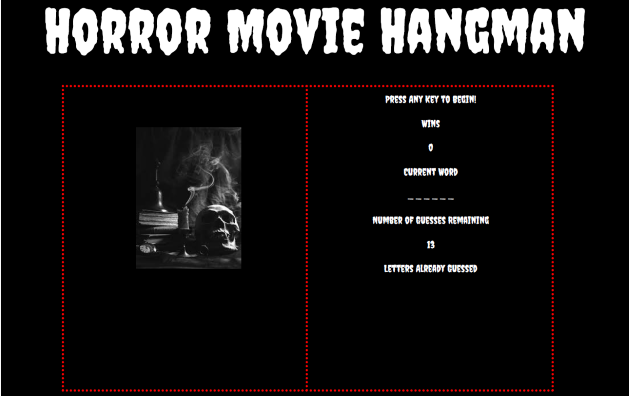 HORROR MOVIE HANGMAN
PRESS ANY KEY TO BEGIN!
WINS
0
CURRENT WORD
_ _ _ _ _ _
NUMBER OF GUESSES REMAINING
13
LETTERS ALREADY GUESSED